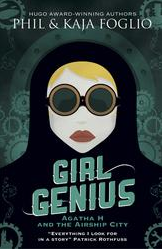 HUGO AWARD-WINNING AUTHORS
PHIL & KAJA FOGLIO
GIRL
GENIUS
AGATHA H
AND THE AIRSHIP CITY
"EVERYTHING I LOOK FOR
IN A STORY" PATRICK ROTHFUSS